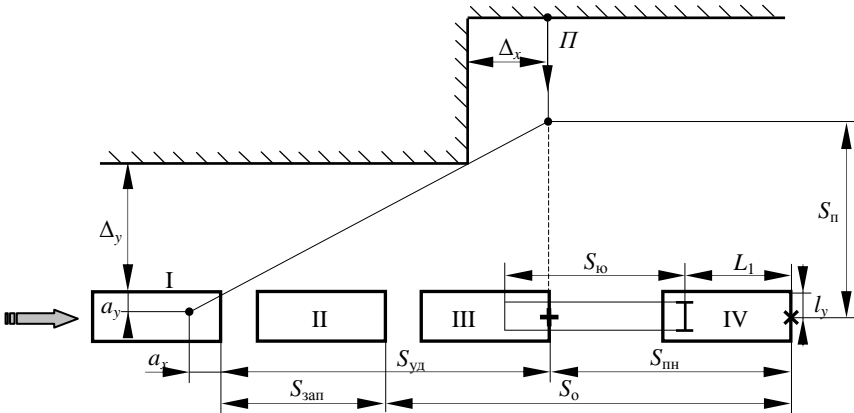 Δx П
Sп
Δy
Sю L₁
I
ay II III IV ly
ax Sуд Sпн
Sзап Sо